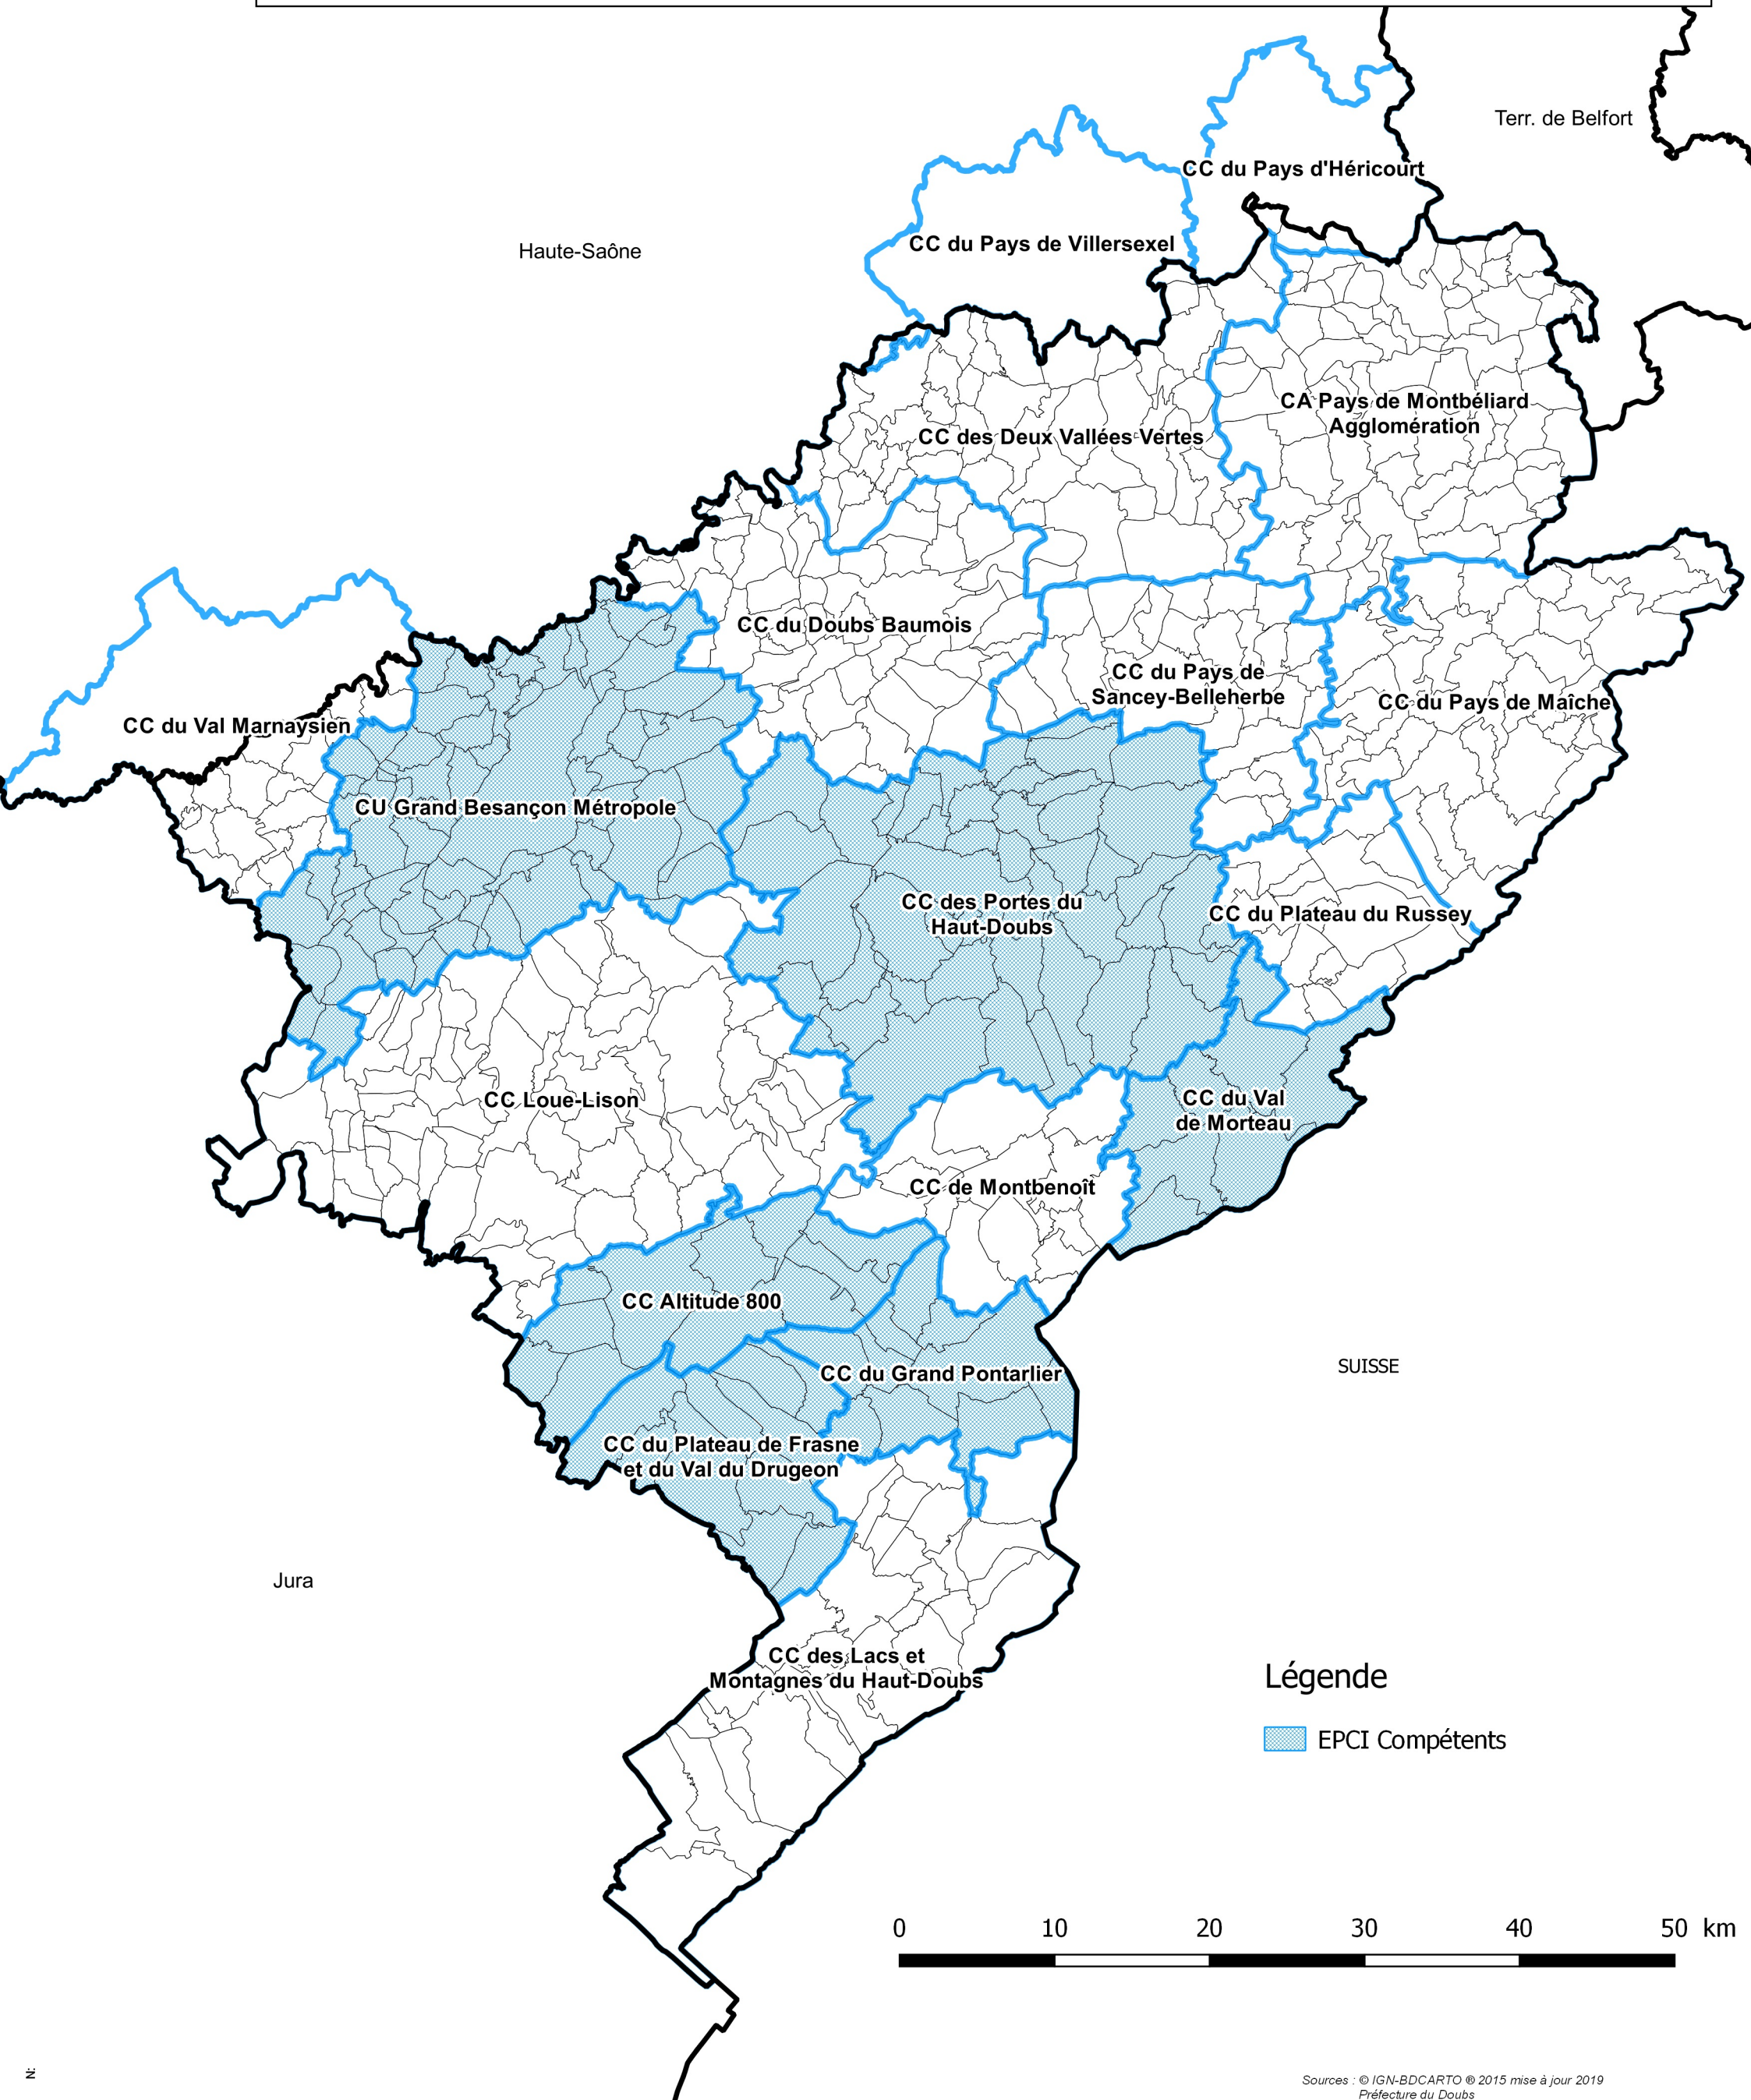 Terr. de Belfort
CC du Pays d'Héricourt
CC du Pays de Villersexel
Haute-Saône
CA Pays de Montbéliard
Agglomération
CC des Deux Vallées Vertes
CC du Doubs Baumois
CC du Pays de
Sancey-Belleherbe
CC du Pays de Maîche
CC du Val Marnaysien
CU Grand Besançon Métropole
CC des Portes du
Haut-Doubs
CC du Plateau du Russey
CC Loue-Lison
CC du Val
de Morteau
CC de Montbenoît
CC Altitude 800
CC du Grand Pontarlier
SUISSE
CC du Plateau de Frasne
et du Val du Drugeon
Jura
CC des Lacs et
Montagnes du Haut-Doubs
Légende
EPCI Compétents
0 10 20 30 40 50 km
N:
Sources : © IGN-BDCARTO ® 2015 mise à jour 2019
Préfecture du Doubs